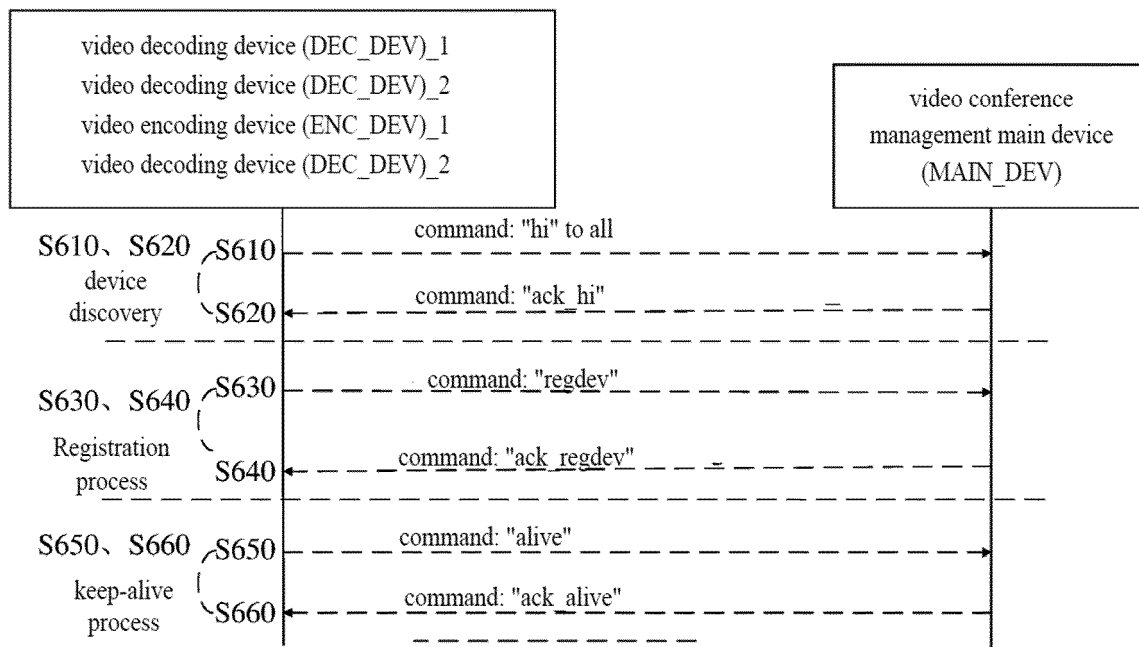 video decoding device (DEC_DEV)_1
video decoding device (DEC_DEV)_2
video encoding device (ENC_DEV)_1
video decoding device (DEC_DEV)_2
video conference
management main device
(MAIN_DEV)
S610、S620
device
discovery
S610
command: "hi" to all
S620
command: "ack_hi"
S630、S640
Registration
process
S630
command: "regdev"
S640
command: "ack_regdev"
S650、S660
keep-alive
process
S650
command: "alive"
S660
command: "ack_alive"